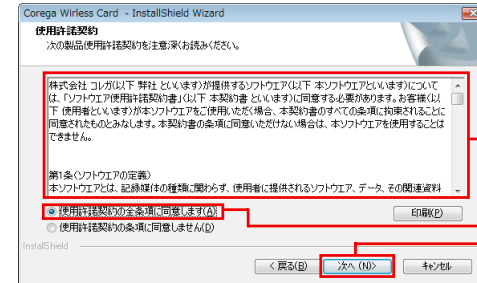 Corega Wirless Card - InstallShield Wizard
使用許諾契約
次の製品使用許諾契約を注意深くお読みください。
株式会社 コレガ(以下 弊社 といいます)が提供するソフトウエア(以下 本ソフトウエアといいます)について
は、「ソフトウエア使用許諾契約書」(以下 本契約書 といいます)に同意する必要があります。お客様(以
下 使用者といいます)が本ソフトウエアをご使用いただく場合、本契約書のすべての条項に拘束されることに
同意されたものとみなします。本契約書の条項に同意いただけない場合は、本ソフトウエアを使用することは
できません。
第1条(ソフトウエアの定義)
本ソフトウエアとは、記録媒体の種類に関わらず、使用者に提供されるソフトウエア、データ、その関連資料
使用許諾契約の全条項に同意します(A)
印刷(P)
使用許諾契約の条項に同意しません(D)
InstallShield
< 戻る(B)
次へ (N)>
キャンセル